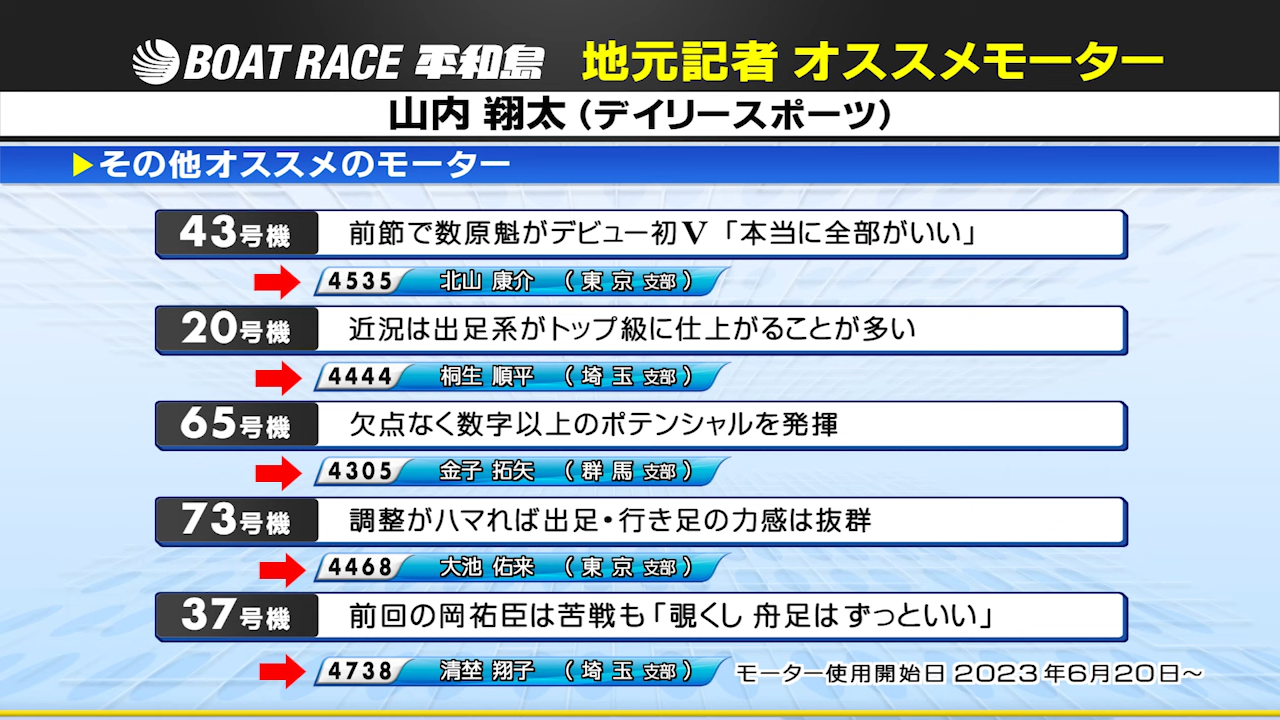 BOAT RACE 平和島 地元記者 オススメモーター
山内 翔太(デイリースポーツ)
▶その他オススメのモーター
43号機 前節で数原魁がデビュー初V「本当に全部がいい」
4535 北山 康介 (東京支部)
20号機 近況は出足系がトップ級に仕上がることが多い
4444 桐生 順平 (埼玉支部)
65号機 欠点なく数字以上のポテンシャルを発揮
4305 金子 拓矢 (群馬支部)
73号機 調整がハマれば出足・行き足の力感は抜群
4468 大池 佑来 (東京支部)
37号機 前回の岡祐臣は苦戦も「覗くし 舟足はずっといい」
4738 清埜 翔子 (埼玉支部)
モーター使用開始日 2023年6月20日~